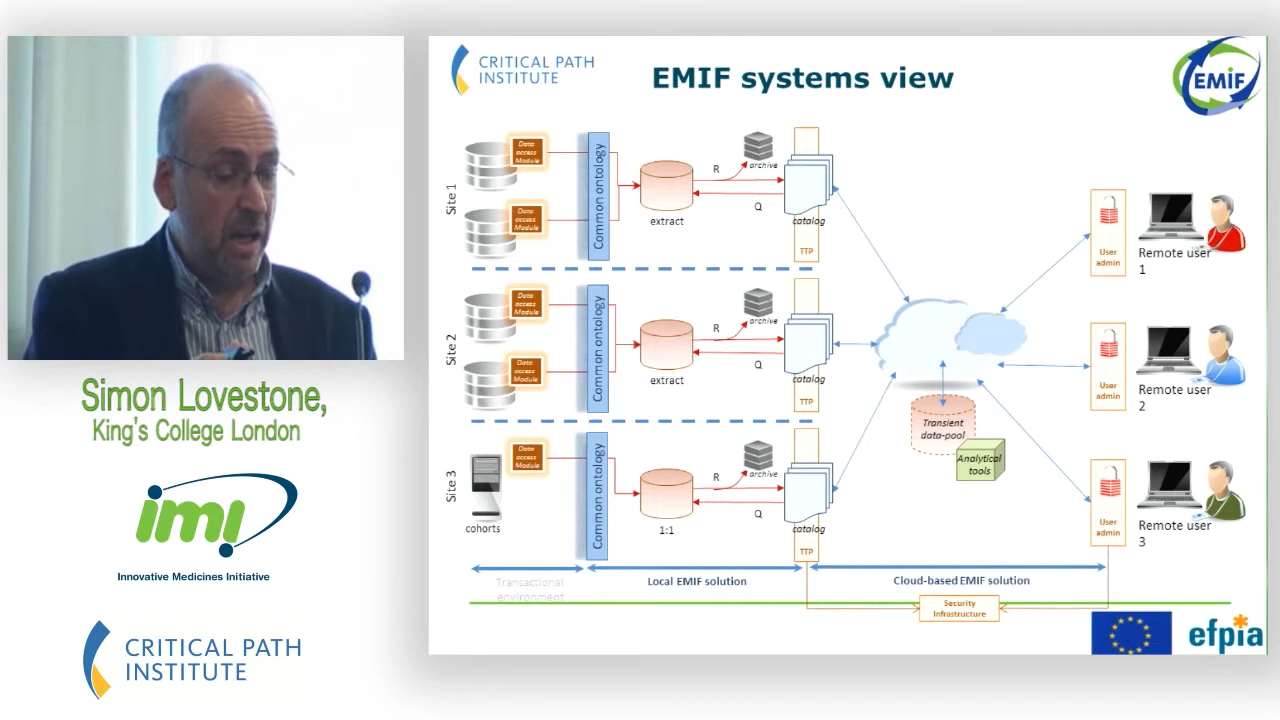 CRITICAL PATH
INSTITUTE
EMIF systems view
EMIF
Site 1
Data
access
Module
Data
access
Module
Common ontology
extract
R
Q
archive
catalog
TTP
User
admin
Remote user
1
Site 2
Data
access
Module
Data
access
Module
Common ontology
extract
R
Q
archive
catalog
TTP
Transient
data-pool
Analytical
tools
User
admin
Remote user
2
Site 3
Data
access
Module
cohorts
Common ontology
1:1
R
Q
archive
catalog
TTP
User
admin
Remote user
3
Transactional
environment
Local EMIF solution
Cloud-based EMIF solution
Security
Infrastructure
efpia
Simon Lovestone,
King's College London
imi
Innovative Medicines Initiative
CRITICAL PATH
INSTITUTE